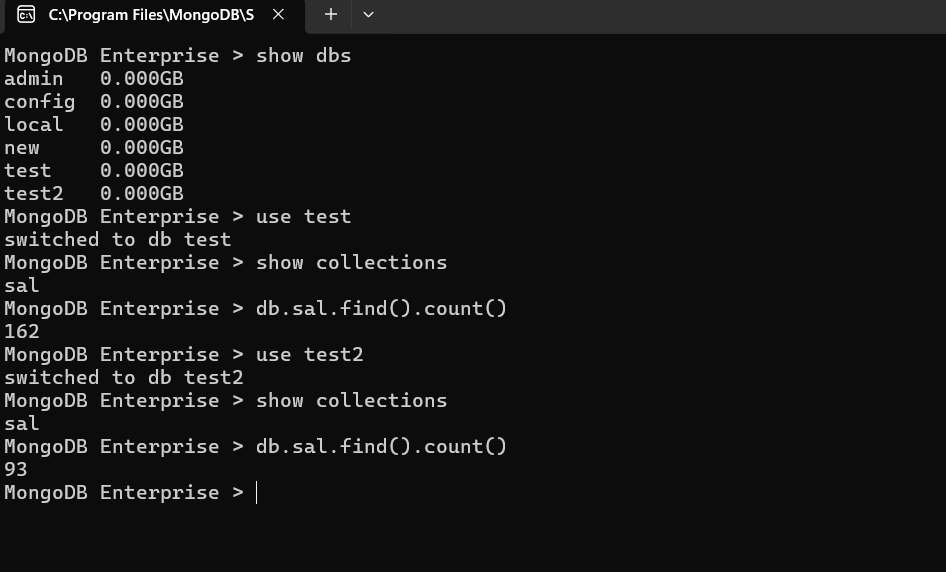 C:\Program Files\MongoDB\S
MongoDB Enterprise > show dbs
admin   0.000GB
config  0.000GB
local   0.000GB
new     0.000GB
test    0.000GB
test2   0.000GB
MongoDB Enterprise > use test
switched to db test
MongoDB Enterprise > show collections
sal
MongoDB Enterprise > db.sal.find().count()
162
MongoDB Enterprise > use test2
switched to db test2
MongoDB Enterprise > show collections
sal
MongoDB Enterprise > db.sal.find().count()
93
MongoDB Enterprise >